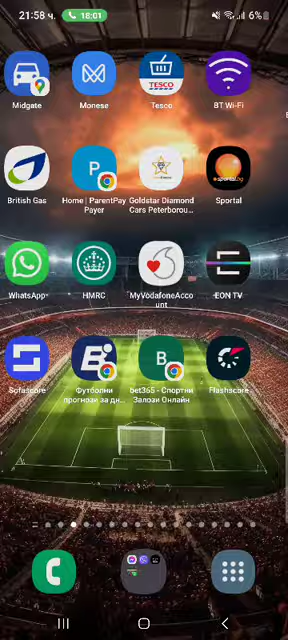 21:58 ч.
18:01
6%
Midgate
Monese
TESCO
Tesco
BT Wi-Fi
British Gas
P
Home | ParentPay
Payer
Goldstar Diamond
Cars Peterborou...
sportal.bg
Sportal
WhatsApp
HMRC
MyVodafoneAcco
unt
EON TV
Sofascore
Футболни
прогнози за дн...
B
bet365 - Спортни
Залози Онлайн
Flashscore